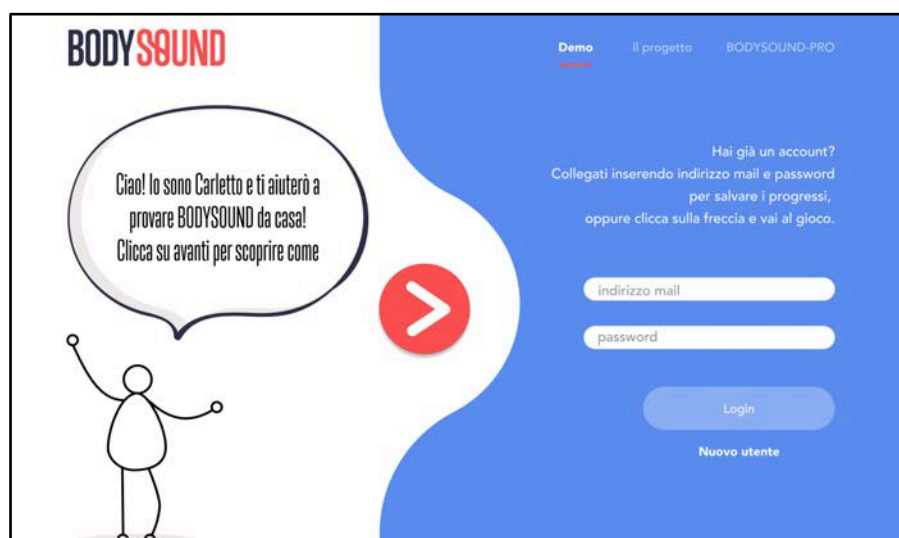 BODYSOUND
Demo Il progetto BODYSOUND-PRO
Ciao! Io sono Carletto e ti aiuterò a
provare BODYSOUND da casa!
Clicca su avanti per scoprire come
Hai già un account?
Collegati inserendo indirizzo mail e password
per salvare i progressi,
oppure clicca sulla freccia e vai al gioco.
indirizzo mail
password
Login
Nuovo utente